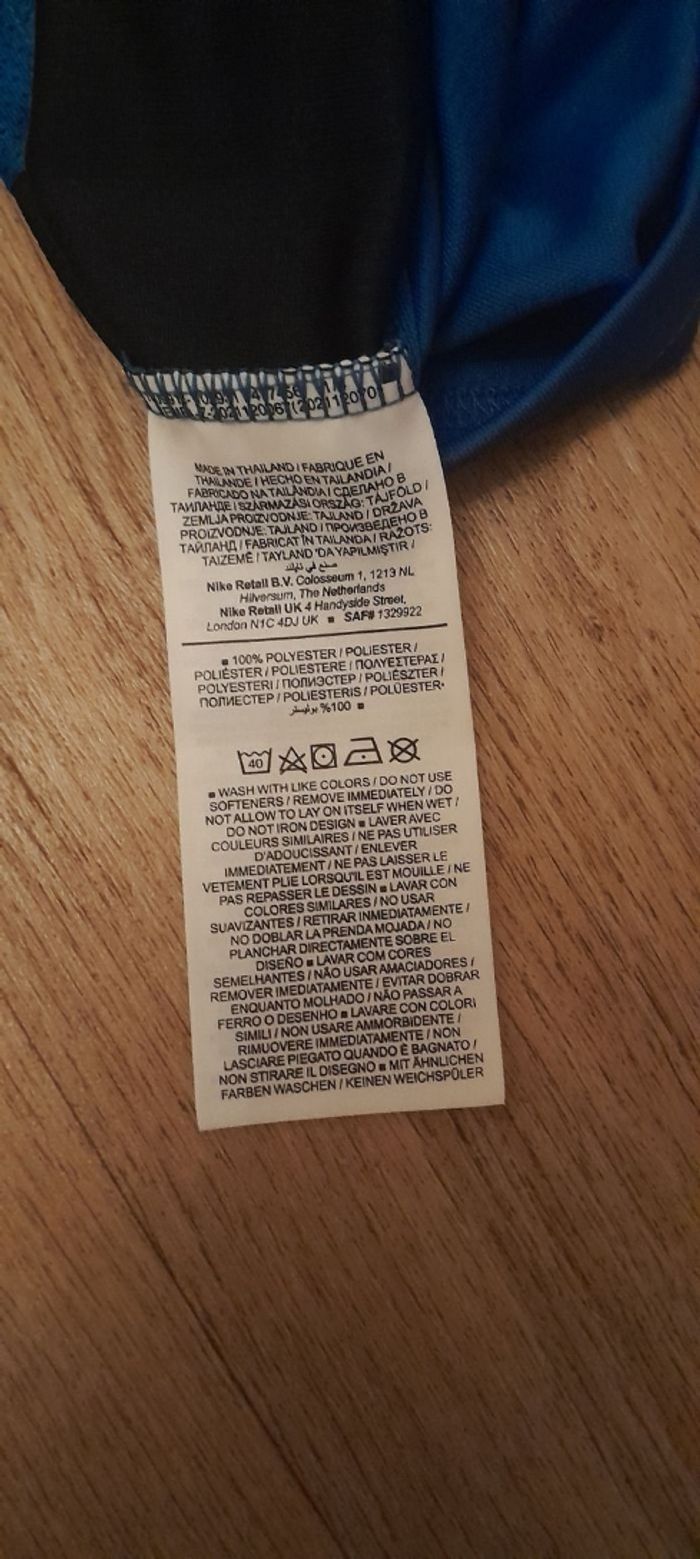 MADE IN THAILAND / FABRIQUE EN
THAILANDE / HECHO EN TAILANDIA /
FABRICADO NA TAILÂNDIA / СДЕЛАНО В
ТАИЛАНДЕ / SZÁRMAZÁSI ORSZÁG: TÁJFÖLD /
ZEMLJA PROIZVODNJE: TAJLAND / DRŽAVA
PROIZVODNJE: TAJLAND / ПРОИЗВЕДЕНО В
ТАЙЛАНД / FABRICAT ÎN TAILANDA / RAŽOTS:
TAIZEMĒ / TAYLAND 'DA YAPILMIŞTIR /
صنع في تايلند
Nike Retail B.V. Colosseum 1, 1213 NL
Hilversum, The Netherlands
Nike Retail UK 4 Handyside Street,
London N1C 4DJ UK ■ SAF# 1329922
■ 100% POLYESTER / POLIESTER /
POLIÉSTER / POLIESTERE / ΠΟΛΥΕΣΤΕΡΑΣ /
POLYESTERI / ПОЛИЭСТЕР / POLIÉSZTER /
ПОЛИЕСТЕР / POLIESTERIS / POLÜESTER
%100 بوليستر ■
40
■ WASH WITH LIKE COLORS / DO NOT USE
SOFTENERS / REMOVE IMMEDIATELY / DO
NOT ALLOW TO LAY ON ITSELF WHEN WET /
DO NOT IRON DESIGN ■ LAVER AVEC
COULEURS SIMILAIRES / NE PAS UTILISER
D'ADOUCISSANT / ENLEVER
IMMEDIATEMENT / NE PAS LAISSER LE
VETEMENT PLIE LORSQU'IL EST MOUILLE / NE
PAS REPASSER LE DESSIN ■ LAVAR CON
COLORES SIMILARES / NO USAR
SUAVIZANTES / RETIRAR INMEDIATAMENTE /
NO DOBLAR LA PRENDA MOJADA / NO
PLANCHAR DIRECTAMENTE SOBRE EL
DISEÑO ■ LAVAR COM CORES
SEMELHANTES / NÃO USAR AMACIADORES /
REMOVER IMEDIATAMENTE / EVITAR DOBRAR
ENQUANTO MOLHADO / NÃO PASSAR A
FERRO O DESENHO ■ LAVARE CON COLORI
SIMILI / NON USARE AMMORBIDENTE /
RIMUOVERE IMMEDIATAMENTE / NON
LASCIARE PIEGATO QUANDO È BAGNATO /
NON STIRARE IL DISEGNO ■ MIT ÄHNLICHEN
FARBEN WASCHEN / KEINEN WEICHSPÜLER